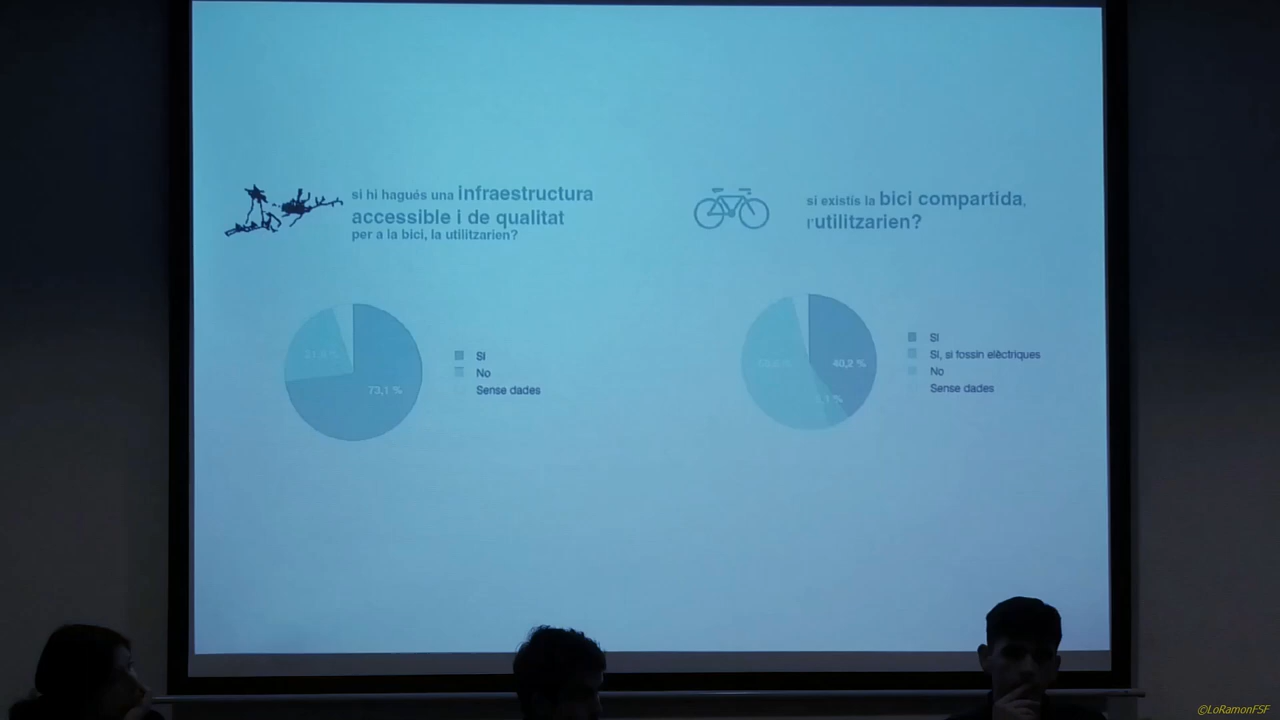 si hi hagués una infraestructura
accessible i de qualitat
per a la bici, la utilitzarien?
73,1 %
Sí
No
Sense dades
si existís la bici compartida,
l'utilitzarien?
40,2 %
Sí
Sí, si fossin elèctriques
No
Sense dades
©LoRamonFSF